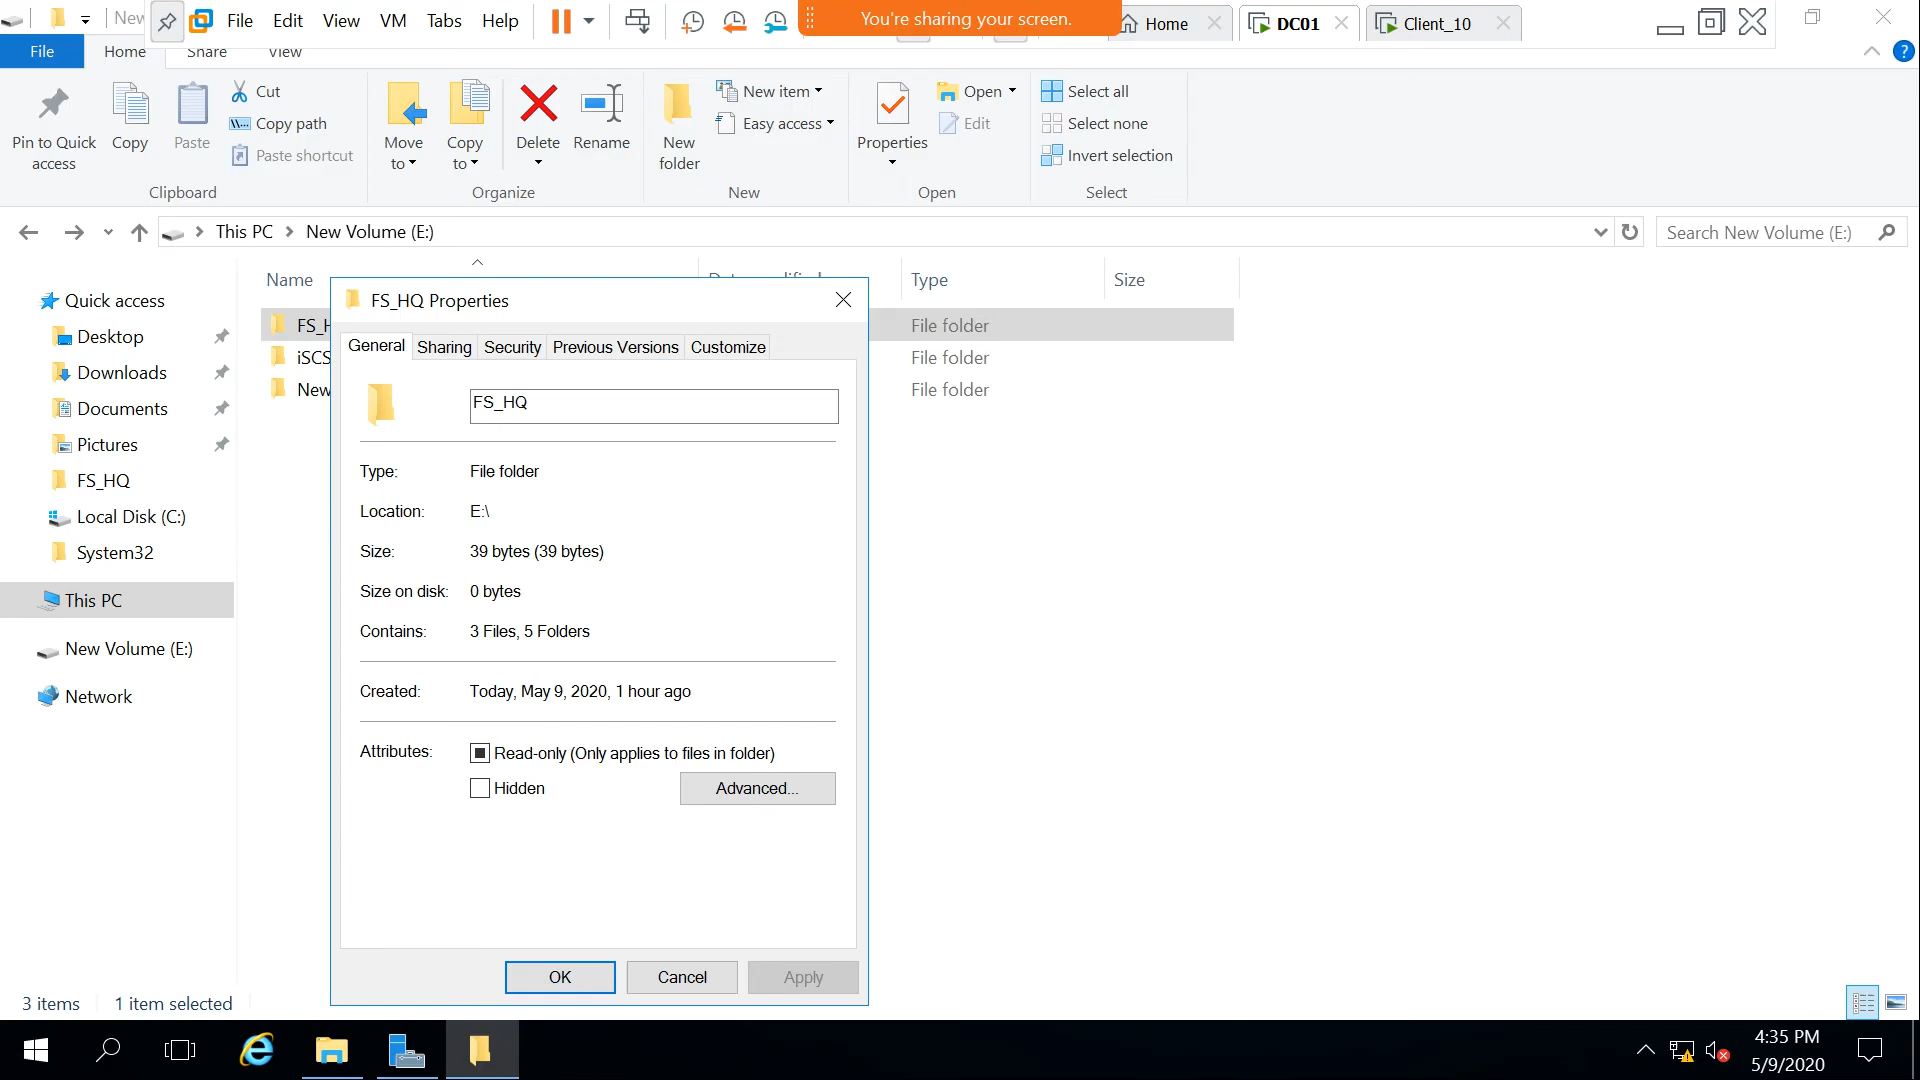 New File Edit View VM Tabs Help You're sharing your screen. Home DC01 Client_10
File Home Share View
Pin to Quick access
Copy
Paste
Cut
Copy path
Paste shortcut
Clipboard
Move to
Copy to
Delete
Rename
Organize
New folder
New item
Easy access
New
Properties
Open
Edit
Open
Select all
Select none
Invert selection
Select
This PC New Volume (E:)
Search New Volume (E:)
Quick access
Desktop
Downloads
Documents
Pictures
FS_HQ
Local Disk (C:)
System32
This PC
New Volume (E:)
Network
Name Type Size
FS_H File folder
iSCS File folder
New File folder
FS_HQ Properties
General Sharing Security Previous Versions Customize
FS_HQ
Type: File folder
Location: E:\
Size: 39 bytes (39 bytes)
Size on disk: 0 bytes
Contains: 3 Files, 5 Folders
Created: Today, May 9, 2020, 1 hour ago
Attributes: Read-only (Only applies to files in folder)
Hidden Advanced...
OK Cancel Apply
3 items 1 item selected
4:35 PM
5/9/2020